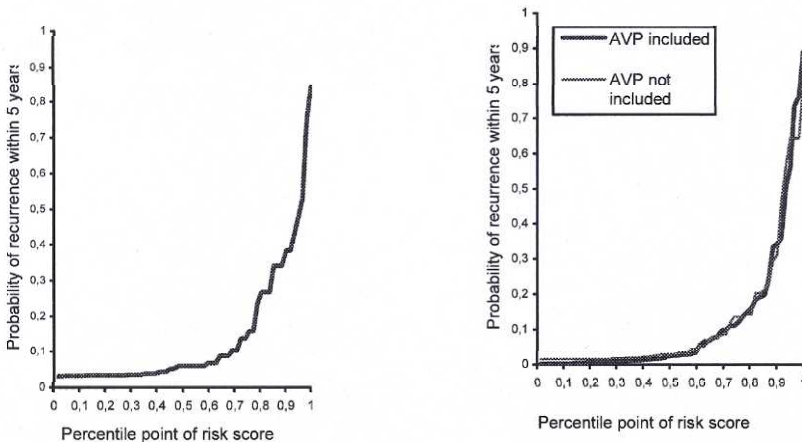 Probability of recurrence within 5 years
1
0,9
0,8
0,7
0,6
0,5
0,4
0,3
0,2
0,1
0
0 0,1 0,2 0,3 0,4 0,5 0,6 0,7 0,8 0,9 1
Percentile point of risk score
Probability of recurrence within 5 years
1
0,9
0,8
0,7
0,6
0,5
0,4
0,3
0,2
0,1
0
AVP included
AVP not
included
0 0,1 0,2 0,3 0,4 0,5 0,6 0,7 0,8 0,9 1
Percentile point of risk score